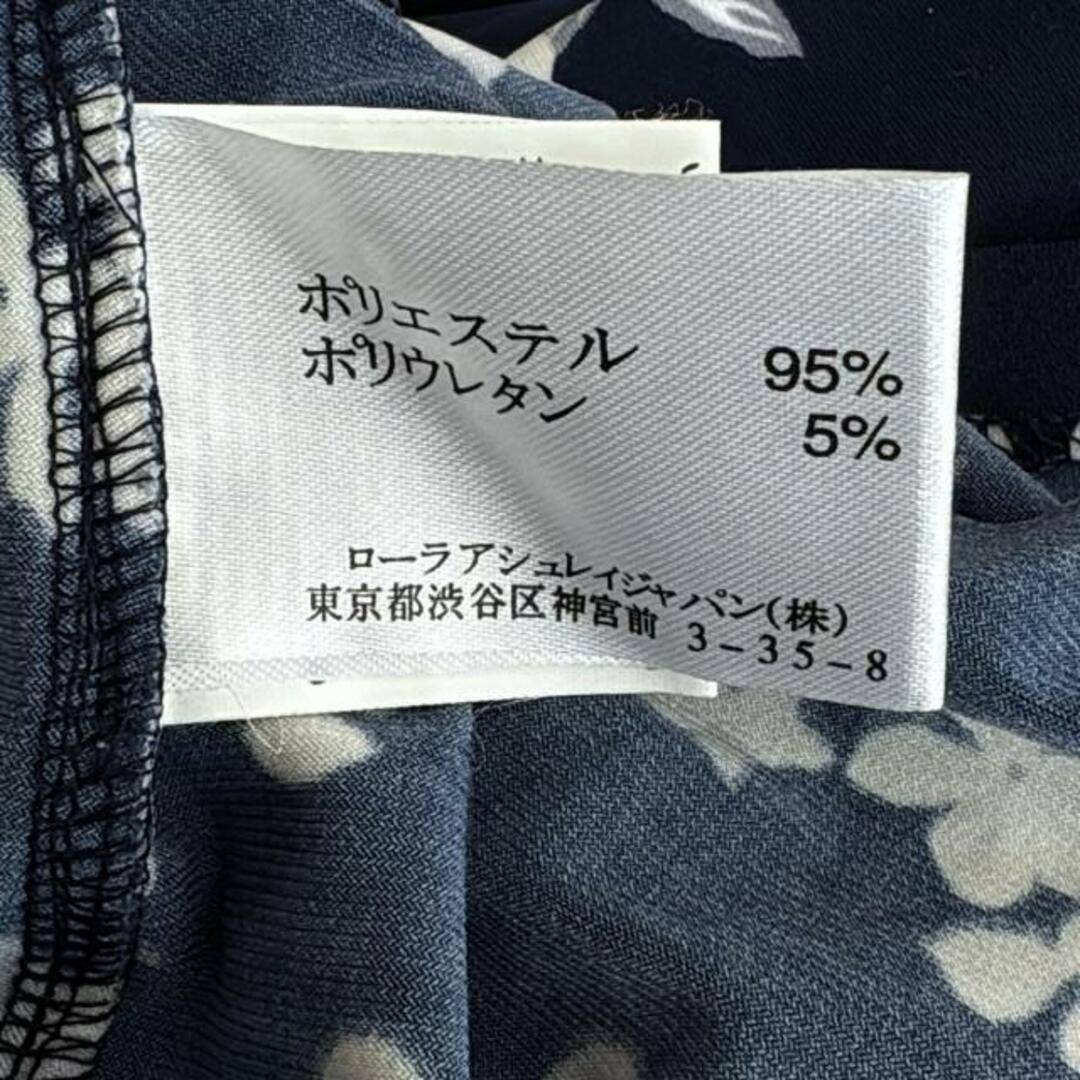 ポリエステル 95%
ポリウレタン 5%
ローラアシュレイジャパン(株)
東京都渋谷区神宮前 3-35-8